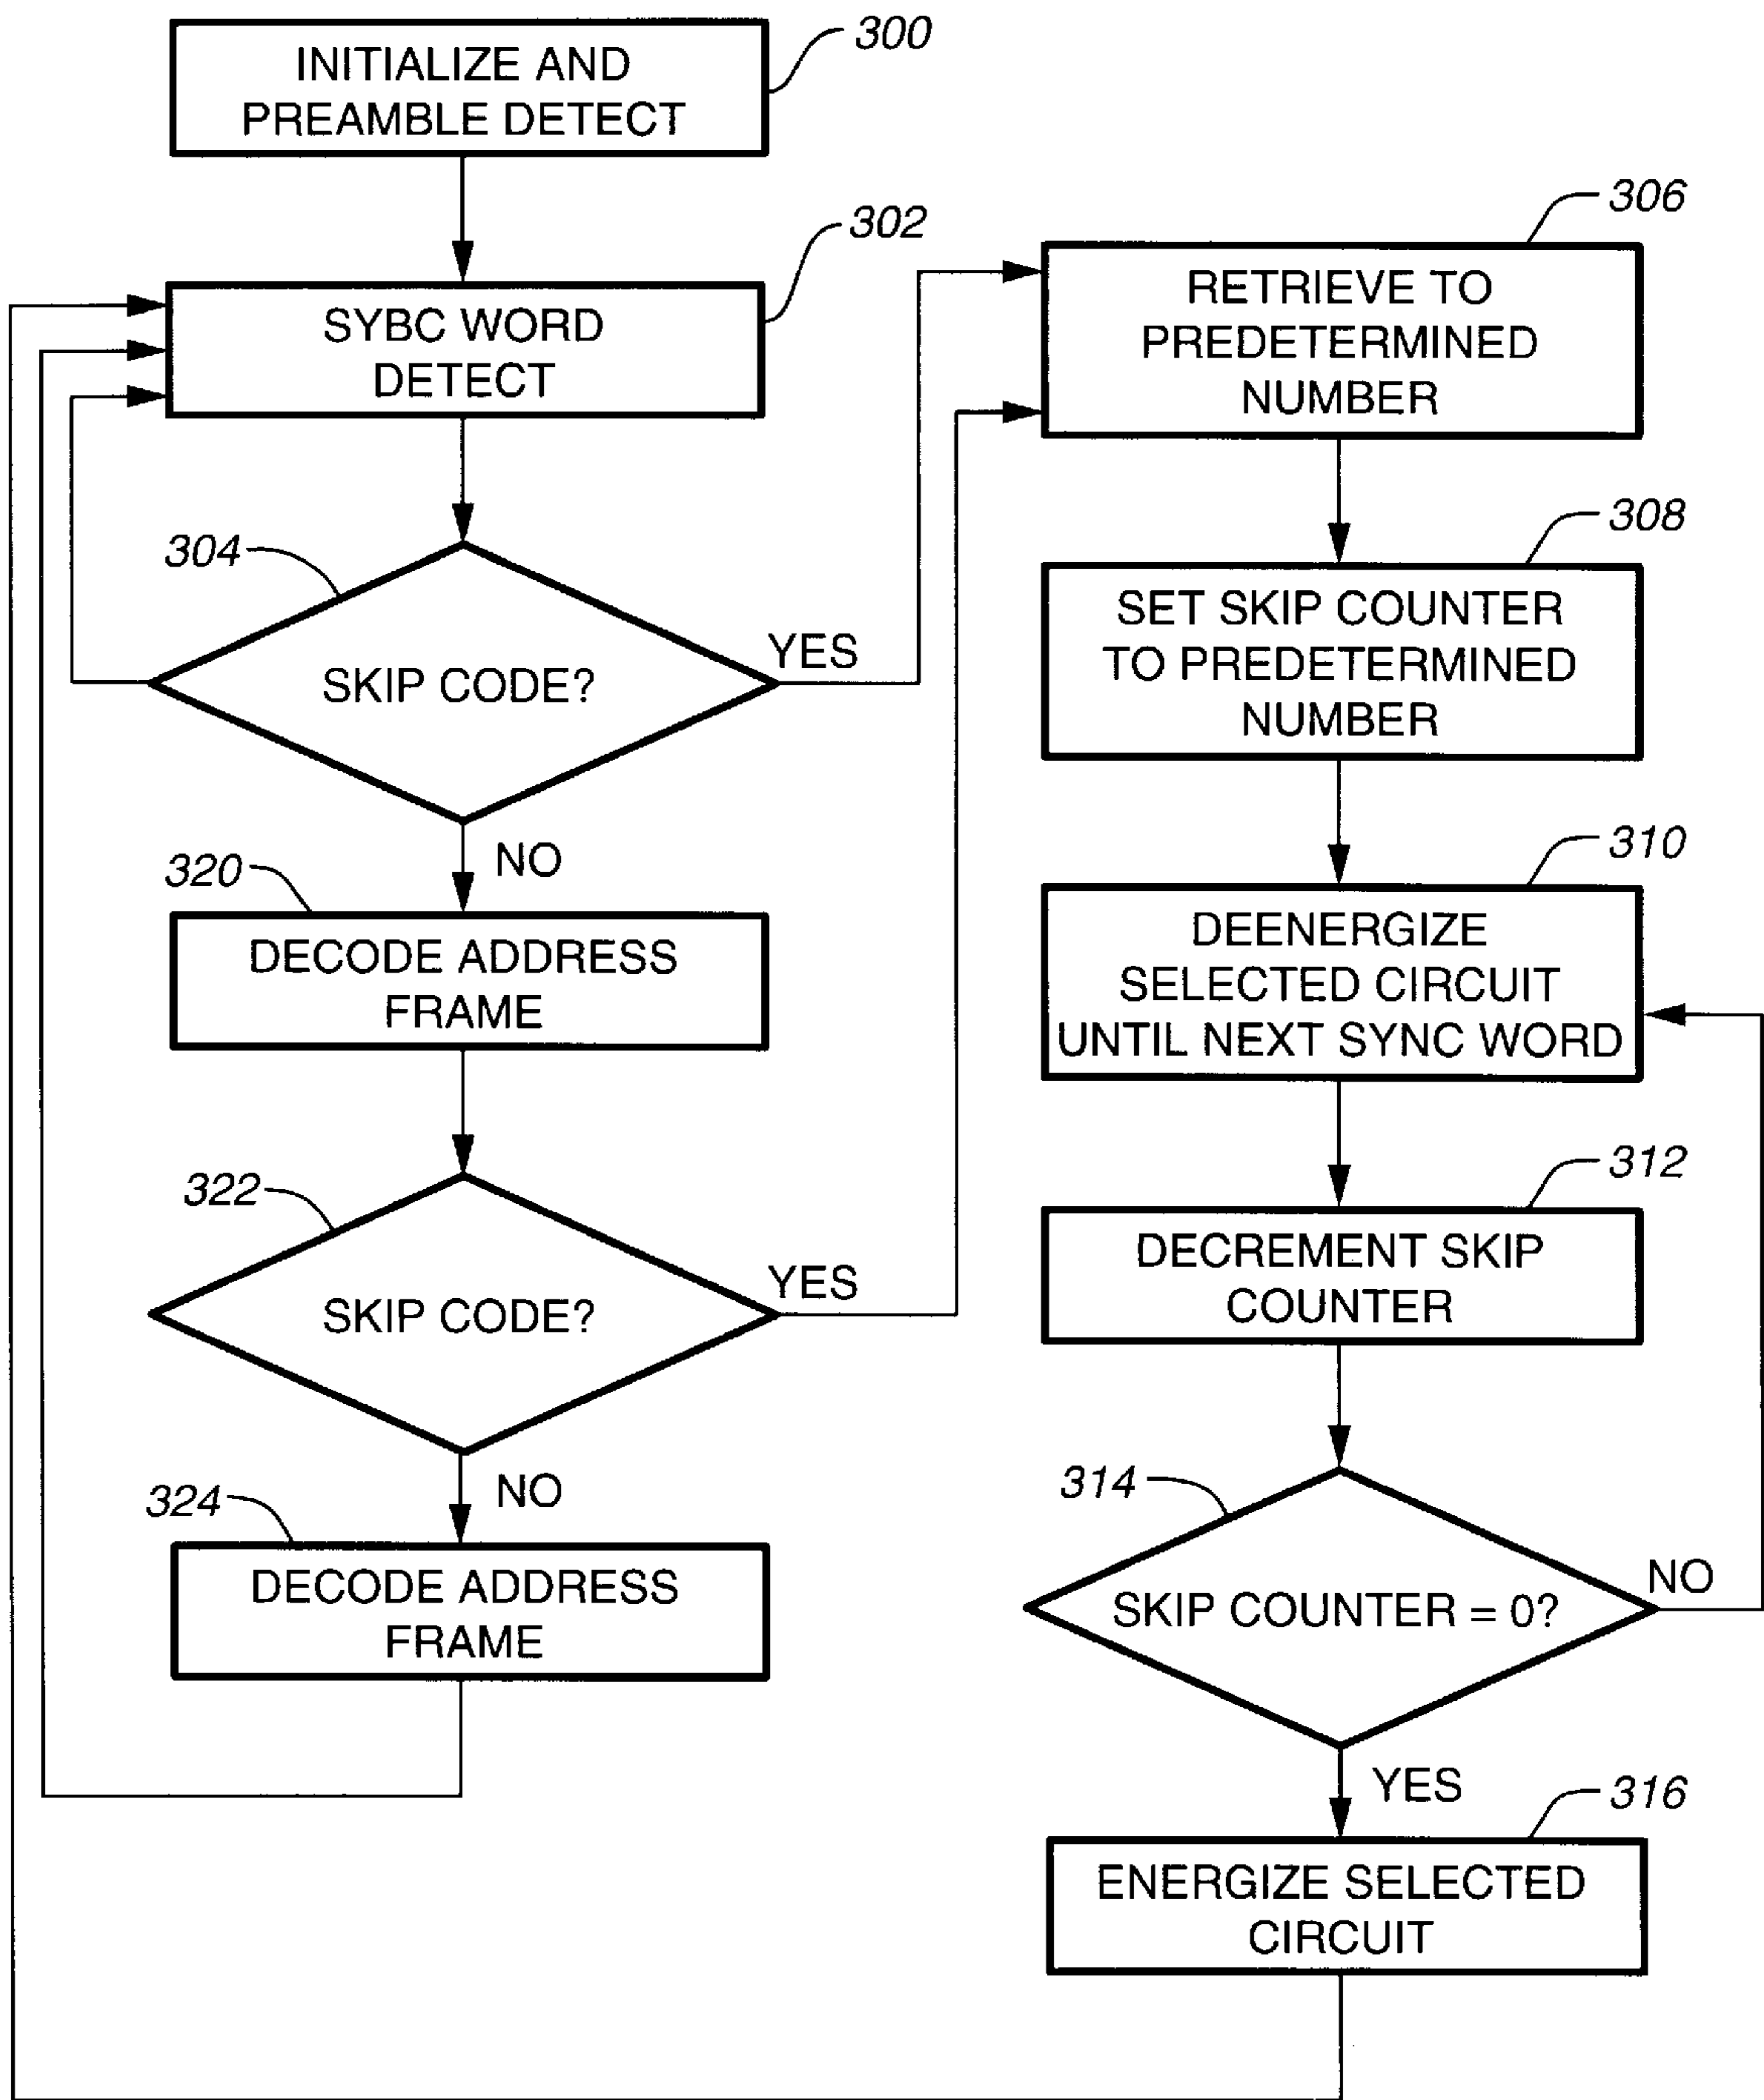 300
INITIALIZE AND
PREAMBLE DETECT
302
SYBC WORD
DETECT
304
SKIP CODE?
YES
NO
320
DECODE ADDRESS
FRAME
322
SKIP CODE?
YES
NO
324
DECODE ADDRESS
FRAME
306
RETRIEVE TO
PREDETERMINED
NUMBER
308
SET SKIP COUNTER
TO PREDETERMINED
NUMBER
310
DEENERGIZE
SELECTED CIRCUIT
UNTIL NEXT SYNC WORD
312
DECREMENT SKIP
COUNTER
314
SKIP COUNTER = 0?
NO
YES
316
ENERGIZE SELECTED
CIRCUIT